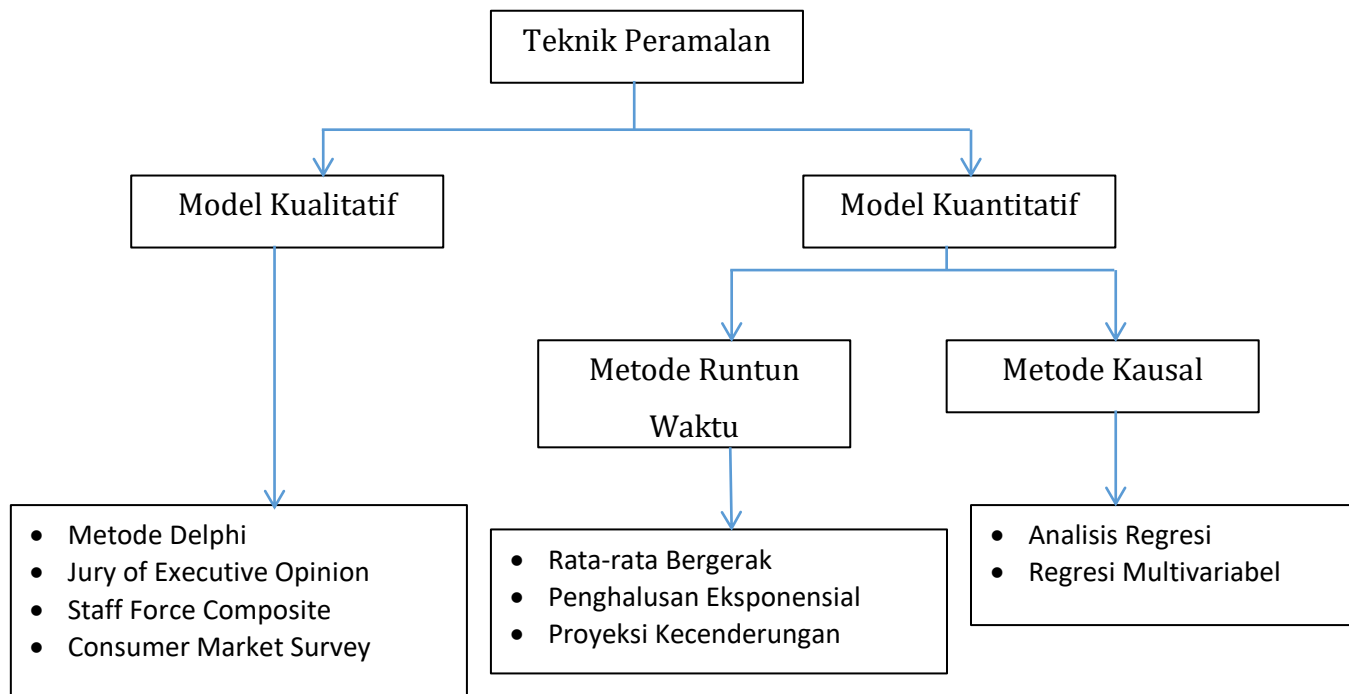 Teknik Peramalan
Model Kualitatif
Model Kuantitatif
Metode Runtun
Waktu
Metode Kausal
• Metode Delphi
• Jury of Executive Opinion
• Staff Force Composite
• Consumer Market Survey
• Rata-rata Bergerak
• Penghalusan Eksponensial
• Proyeksi Kecenderungan
• Analisis Regresi
• Regresi Multivariabel